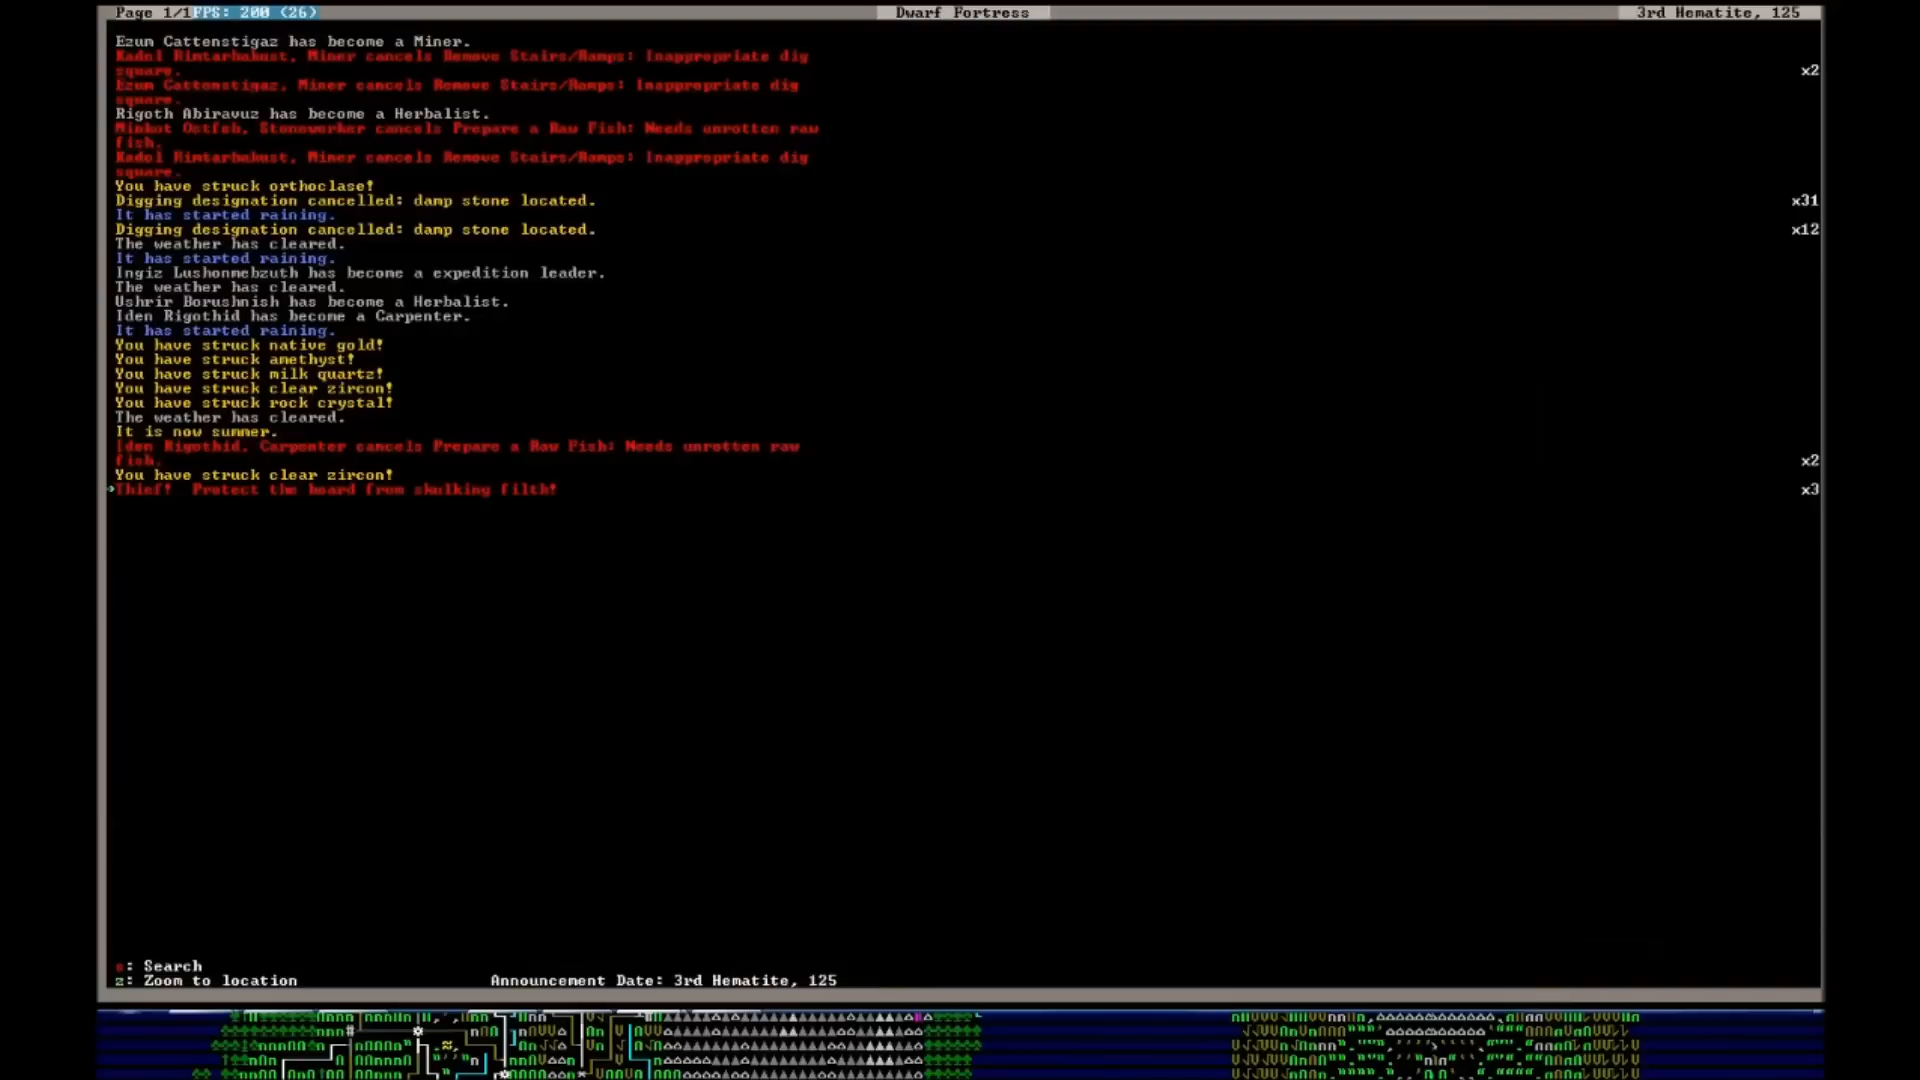 Page 1/1 FPS: 200 (26) Dwarf Fortress 3rd Hematite, 125
Ezum Cattenstigaz has become a Miner.
Kadol Rimtarhakust, Miner cancels Remove Stairs/Ramps: Inappropriate dig
square. x2
Ezum Cattenstigaz, Miner cancels Remove Stairs/Ramps: Inappropriate dig
square.
Rigoth Abiravuz has become a Herbalist.
Stoneworker cancels Prepare a Raw Fish: Needs unrotten raw
fish.
Kadol Rimtarhakust, Miner cancels Remove Stairs/Ramps: Inappropriate dig
square.
You have struck orthoclase!
Digging designation cancelled: damp stone located. x31
It has started raining.
Digging designation cancelled: damp stone located. x12
The weather has cleared.
It has started raining.
Ingiz Lushonmebzuth has become a expedition leader.
The weather has cleared.
Ushrir Borushnish has become a Herbalist.
Iden Rigothid has become a Carpenter.
It has started raining.
You have struck native gold!
You have struck amethyst!
You have struck milk quartz!
You have struck clear zircon!
You have struck rock crystal!
The weather has cleared.
It is now summer.
Iden Rigothid, Carpenter cancels Prepare a Raw Fish: Needs unrotten raw
fish. x2
You have struck clear zircon!
Thief! Protect the hoard from skulking filth! x3
s: Search
z: Zoom to location Announcement Date: 3rd Hematite, 125